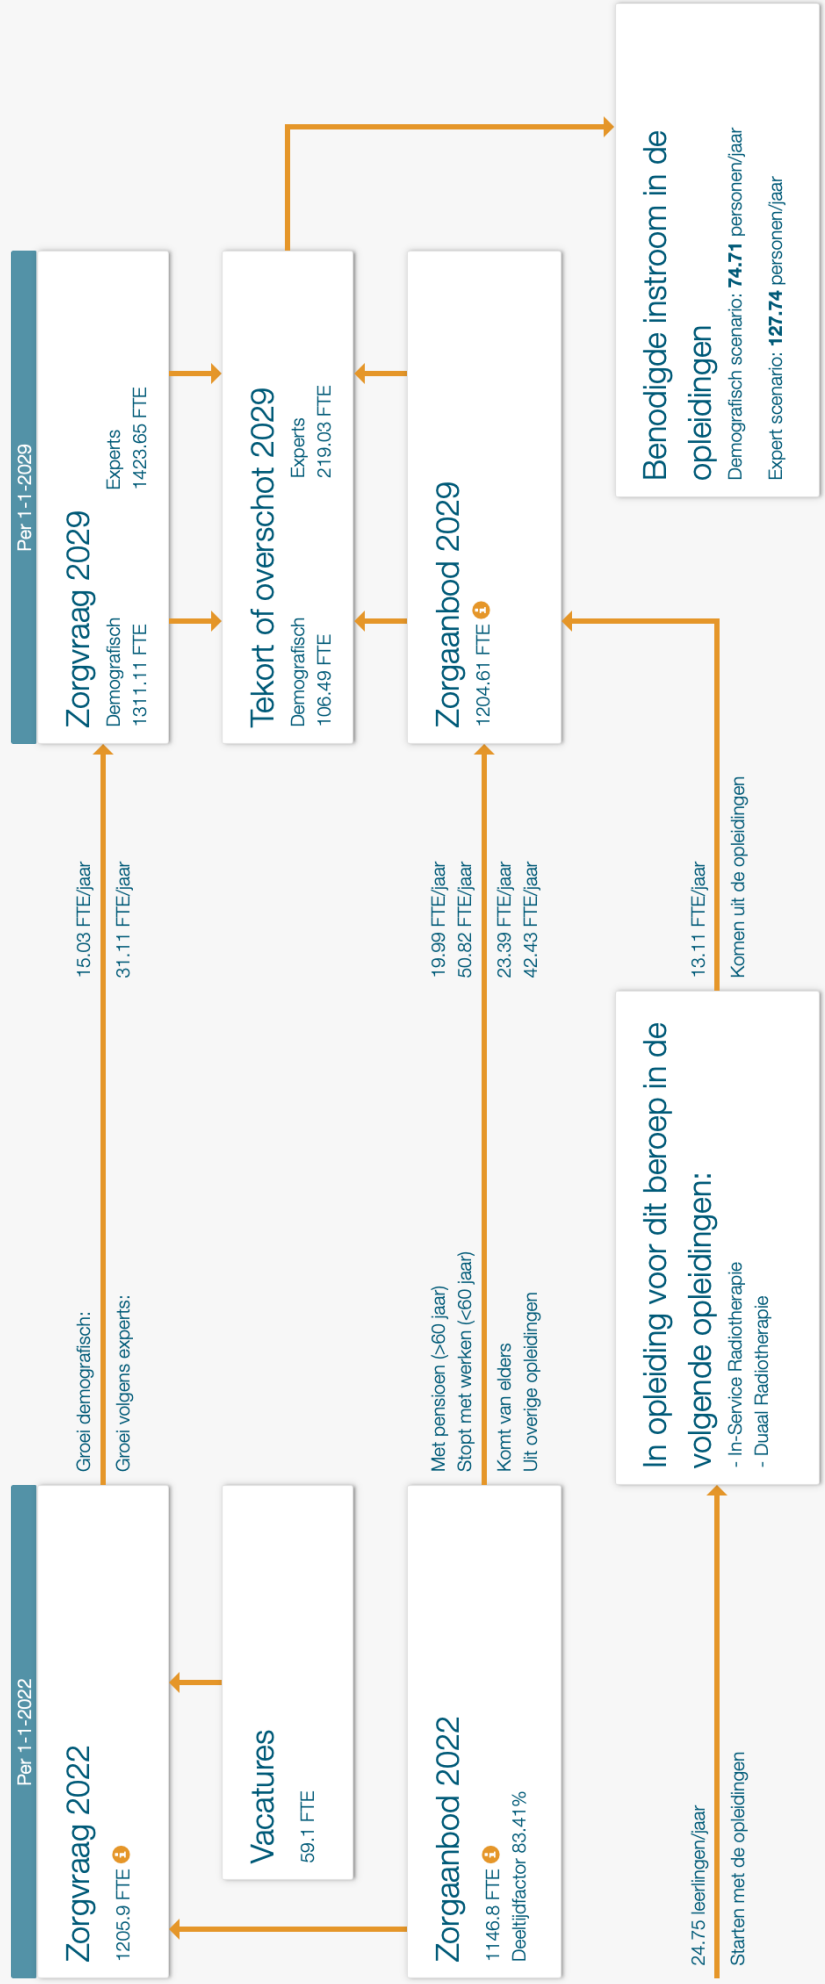 Per 1-1-2022
Zorgvraag 2022
1205.9 FTE
Vacatures
59.1 FTE
Zorgaanbod 2022
1146.8 FTE
Deeltijdfactor 83.41%
24.75 leerlingen/jaar
Starten met de opleidingen
Groei demografisch: 15.03 FTE/jaar
Groei volgens experts: 31.11 FTE/jaar
Met pensioen (>60 jaar) 19.99 FTE/jaar
Stopt met werken (<60 jaar) 50.82 FTE/jaar
Komt van elders 23.39 FTE/jaar
Uit overige opleidingen 42.43 FTE/jaar
In opleiding voor dit beroep in de
volgende opleidingen:
- In-Service Radiotherapie
- Duaal Radiotherapie
13.11 FTE/jaar
Komen uit de opleidingen
Per 1-1-2029
Zorgvraag 2029
Demografisch Experts
1311.11 FTE 1423.65 FTE
Tekort of overschot 2029
Demografisch Experts
106.49 FTE 219.03 FTE
Zorgaanbod 2029
1204.61 FTE
Benodigde instroom in de
opleidingen
Demografisch scenario: 74.71 personen/jaar
Expert scenario: 127.74 personen/jaar